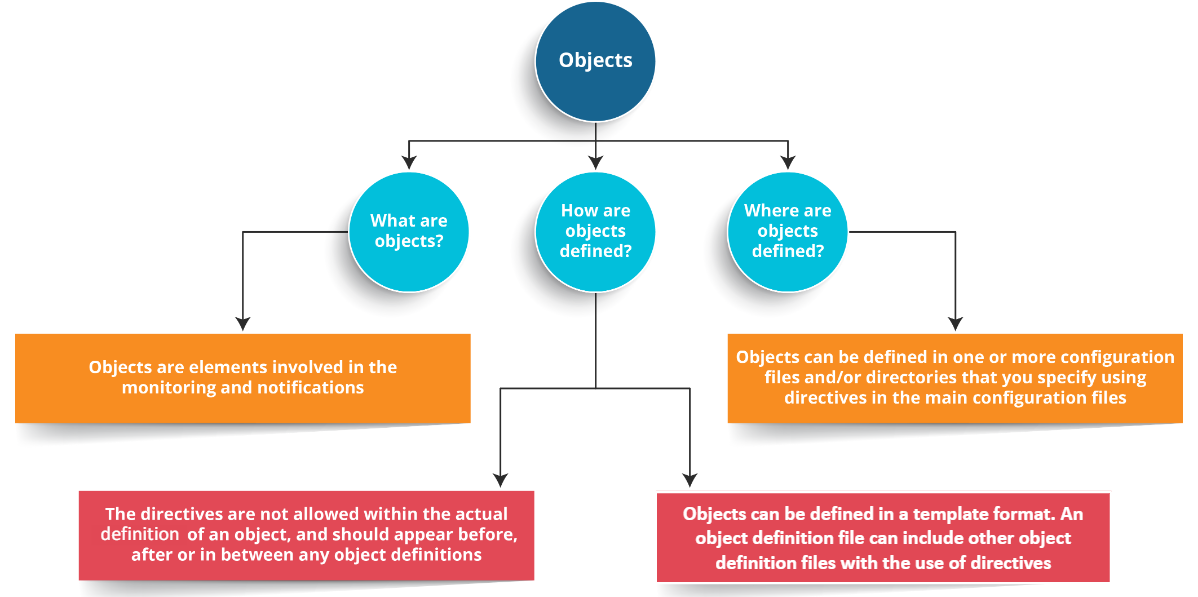 Objects
What are
objects?
How are
objects
defined?
Where are
objects
defined?
Objects are elements involved in the
monitoring and notifications
Objects can be defined in one or more configuration
files and/or directories that you specify using
directives in the main configuration files
The directives are not allowed within the actual
definition of an object, and should appear before,
after or in between any object definitions
Objects can be defined in a template format. An
object definition file can include other object
definition files with the use of directives